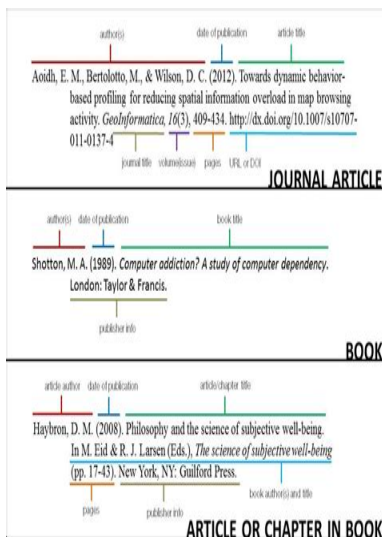 author(s) date of publication article title
Aoidh, E. M., Bertolotto, M., & Wilson, D. C. (2012). Towards dynamic behavior-
based profiling for reducing spatial information overload in map browsing
activity. GeoInformatica, 16(3), 409-434. http://dx.doi.org/10.1007/s10707-
011-0137-4
journal title volume(issue) pages URL or DOI
JOURNAL ARTICLE
author(s) date of publication book title
Shotton, M. A. (1989). Computer addiction? A study of computer dependency.
London: Taylor & Francis.
publisher info
BOOK
article author date of publication article/chapter title
Haybron, D. M. (2008). Philosophy and the science of subjective well-being.
In M. Eid & R. J. Larsen (Eds.), The science of subjective well-being
(pp. 17-43). New York, NY: Guilford Press.
book author(s) and title
pages publisher info
ARTICLE OR CHAPTER IN BOOK